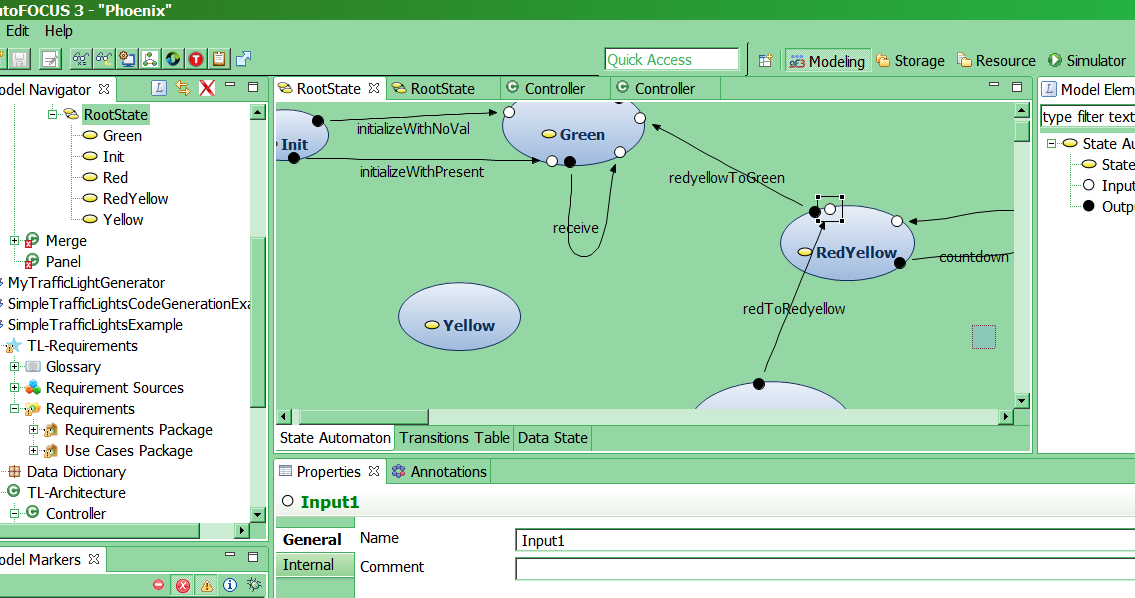 utoFOCUS 3 - "Phoenix"
Edit Help
Quick Access
Modeling
Storage
Resource
Simulator
odel Navigator
RootState
Green
Init
Red
RedYellow
Yellow
Merge
Panel
MyTrafficLightGenerator
SimpleTrafficLightsCodeGenerationExa
SimpleTrafficLightsExample
TL-Requirements
Glossary
Requirement Sources
Requirements
Requirements Package
Use Cases Package
Data Dictionary
TL-Architecture
Controller
odel Markers
RootState
RootState
Controller
Controller
Init
initializeWithNoVal
Green
initializeWithPresent
redyellowToGreen
receive
RedYellow
countdown
Yellow
redToRedyellow
State Automaton
Transitions Table
Data State
Properties
Annotations
Input1
General
Internal
Name
Input1
Comment
Model Elem
type filter text
State Au
State
Input
Outp